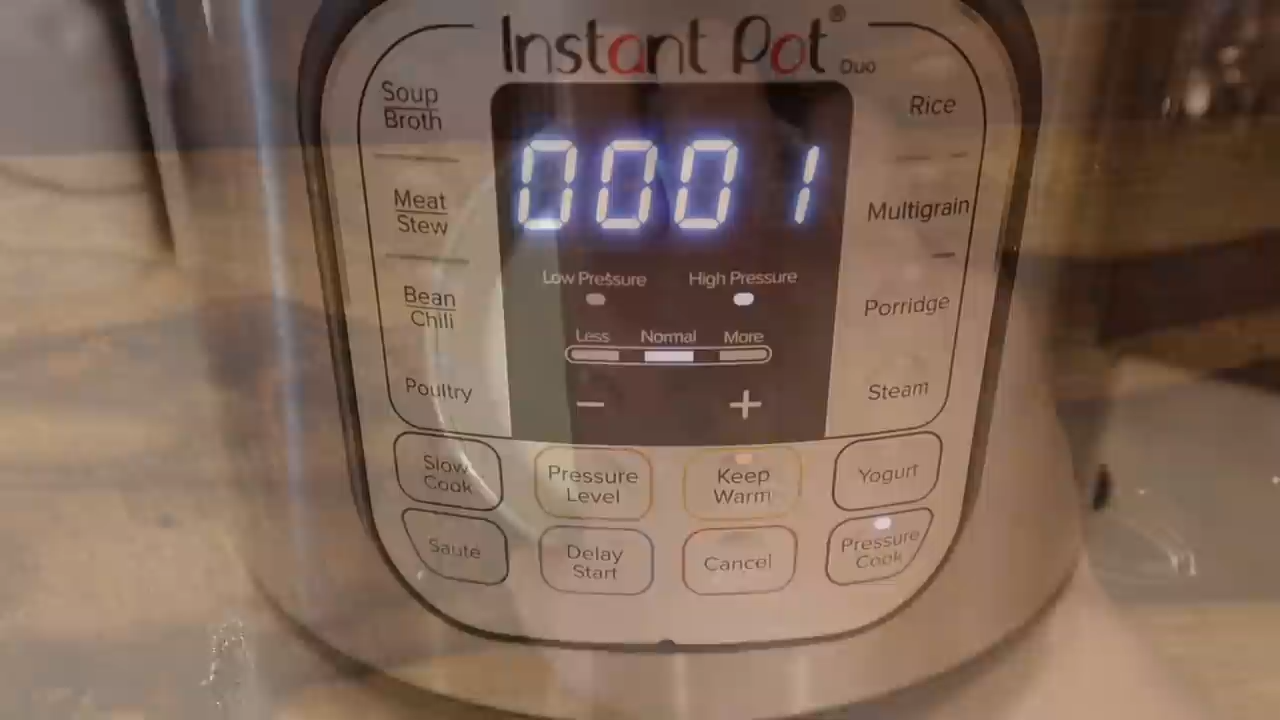 Instant Pot®
Duo
Soup
Broth
Meat
Stew
Bean
Chili
Poultry
0001
Low Pressure
High Pressure
Less
Normal
More
−
+
Rice
Multigrain
Porridge
Steam
Slow
Cook
Pressure
Level
Keep
Warm
Yogurt
Saute
Delay
Start
Cancel
Pressure
Cook